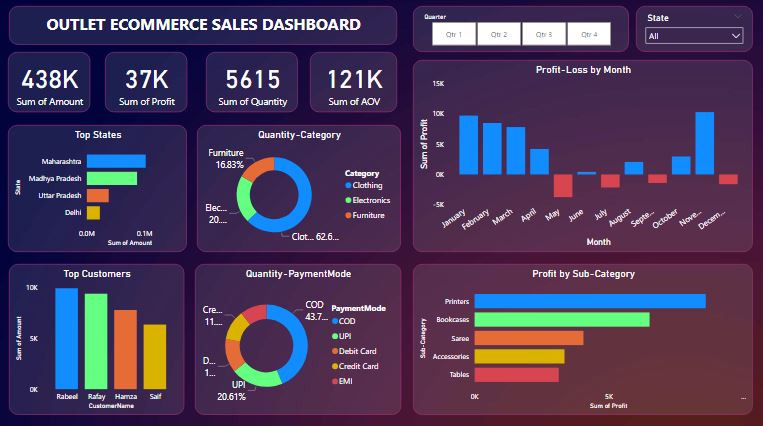 OUTLET ECOMMERCE SALES DASHBOARD
Quarter
Qtr 1 Qtr 2 Qtr 3 Qtr 4
State
All
438K
Sum of Amount
37K
Sum of Profit
5615
Sum of Quantity
121K
Sum of AOV
Top States
State
Maharashtra
Madhya Pradesh
Uttar Pradesh
Delhi
0.0M 0.1M
Sum of Amount
Quantity-Category
Furniture
16.83%
Elec...
20....
Clot... 62.6...
Category
Clothing
Electronics
Furniture
Profit-Loss by Month
Sum of Profit
15K
10K
5K
0K
-5K
January February March April May June July August Septe... October Nove... Decem...
Month
Top Customers
Sum of Amount
10K
5K
0K
Rabeel Rafay Hamza Saif
CustomerName
Quantity-PaymentMode
COD
43.7...
Cre...
11....
D...
1...
UPI
20.61%
PaymentMode
COD
UPI
Debit Card
Credit Card
EMI
Profit by Sub-Category
Sub-Category
Printers
Bookcases
Saree
Accessories
Tables
0K 5K ...
Sum of Profit